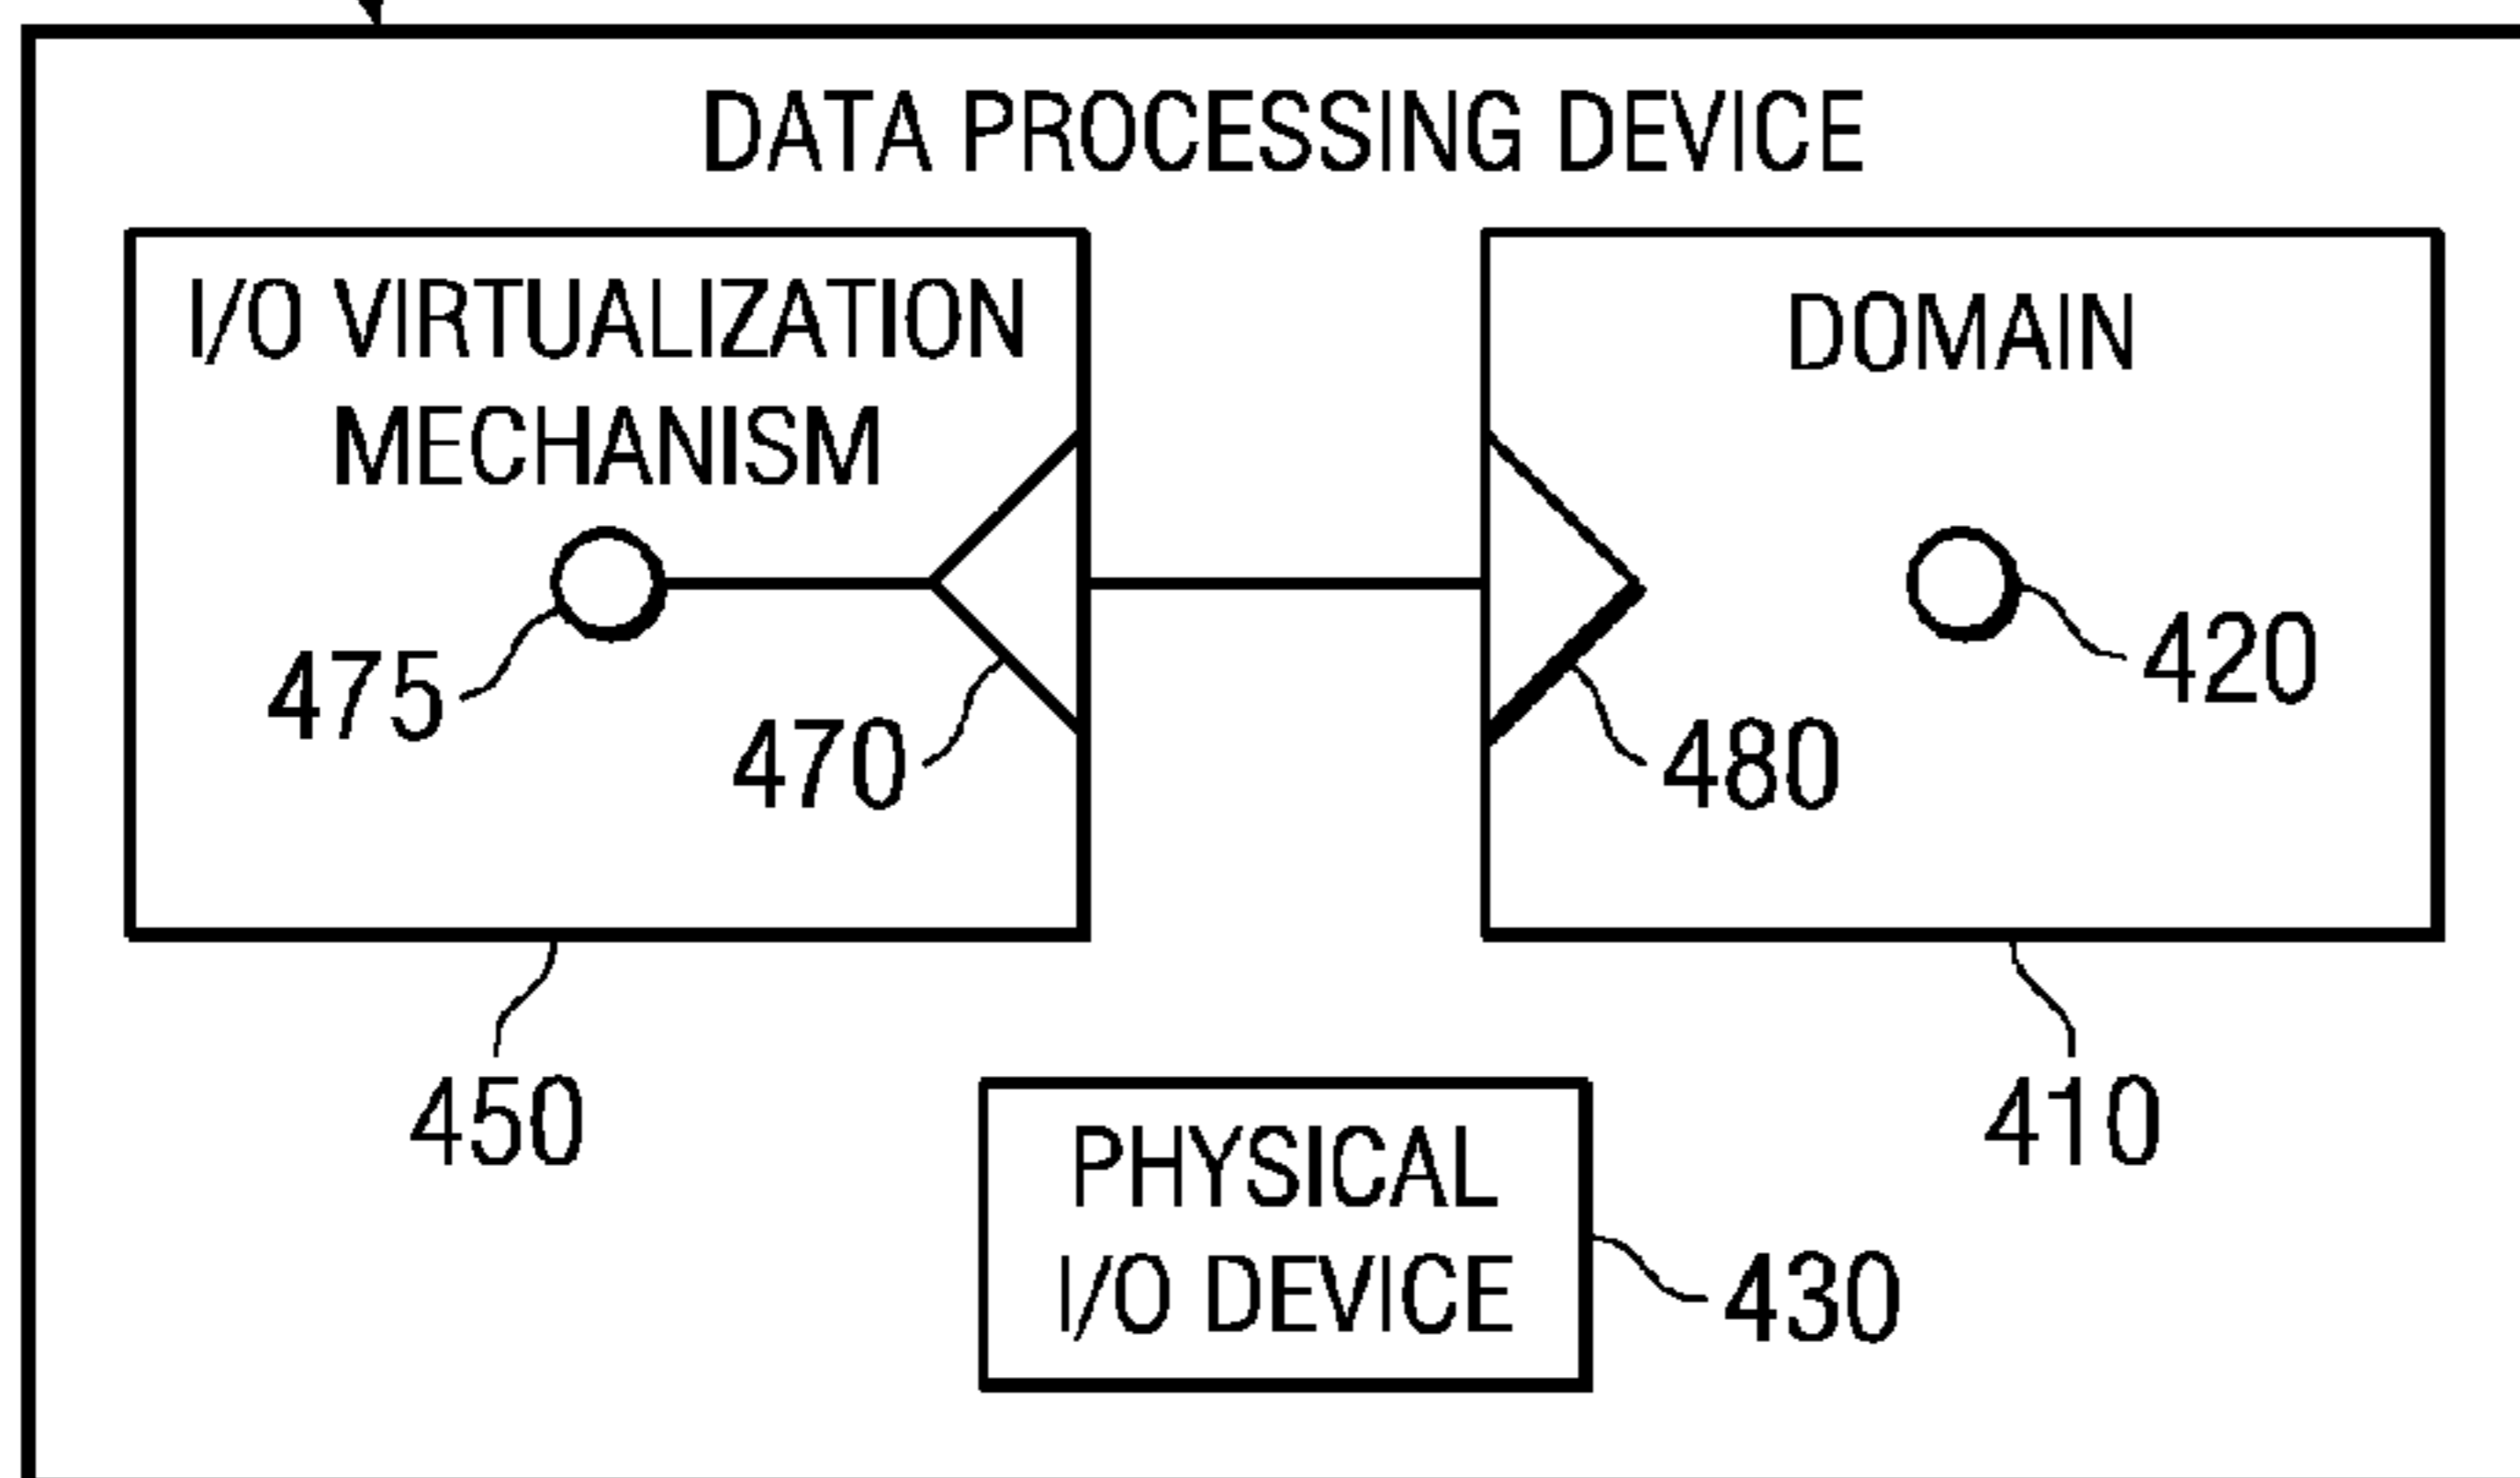 DATA PROCESSING DEVICE
I/O VIRTUALIZATION
MECHANISM
DOMAIN
475
470
480
420
450
410
PHYSICAL
I/O DEVICE
430